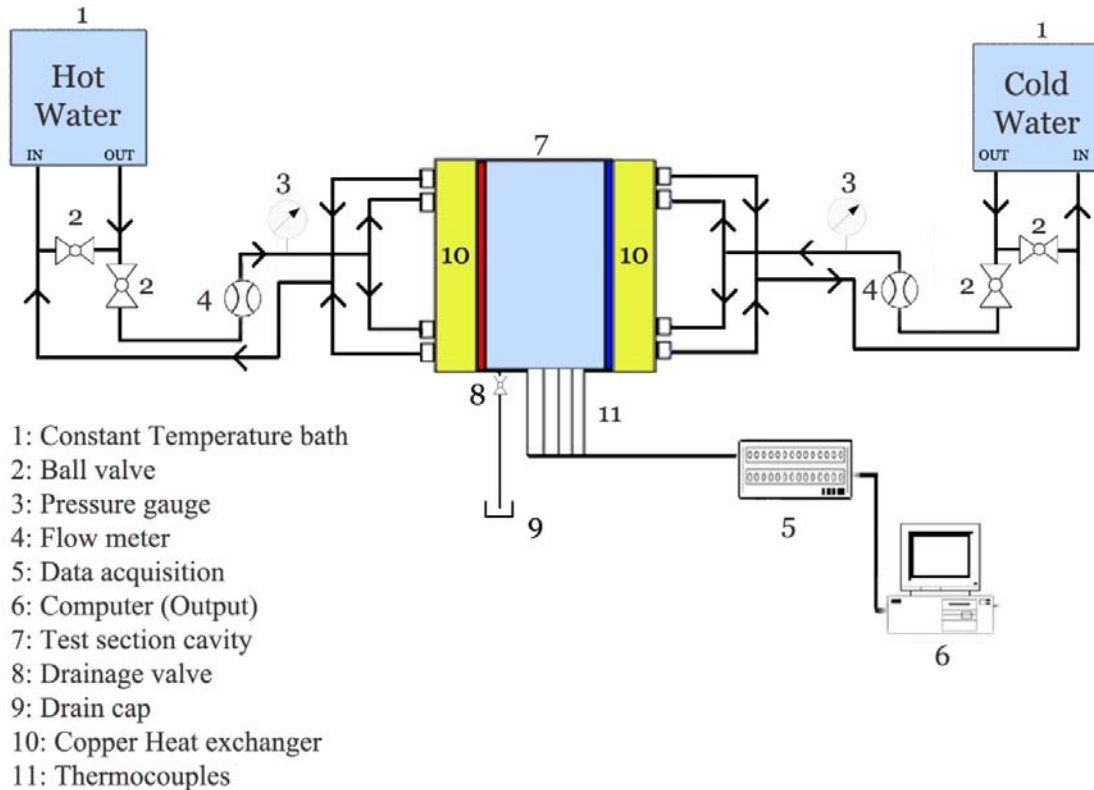 1
1
Hot
Water
IN OUT
Cold
Water
OUT IN
7
3
3
2
2
10
10
2
4
4
2
8
11
9
5
6
1: Constant Temperature bath
2: Ball valve
3: Pressure gauge
4: Flow meter
5: Data acquisition
6: Computer (Output)
7: Test section cavity
8: Drainage valve
9: Drain cap
10: Copper Heat exchanger
11: Thermocouples